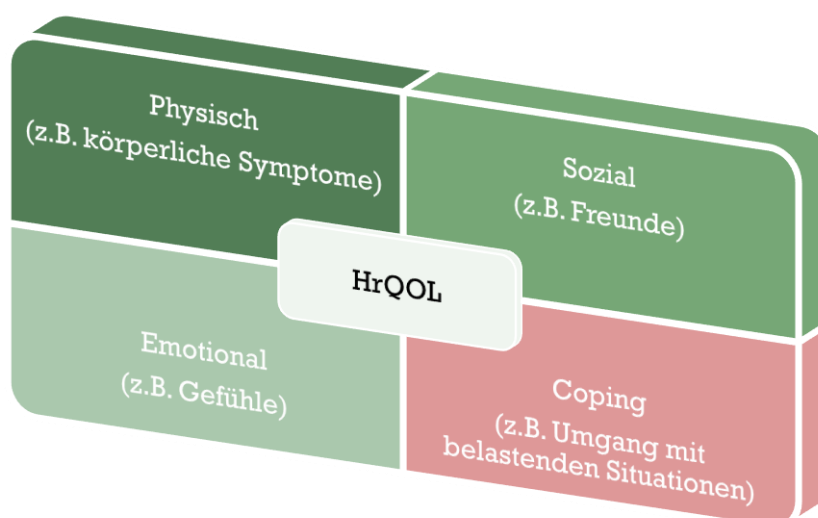 Physisch
(z.B. körperliche Symptome)
Sozial
(z.B. Freunde)
HrQOL
Emotional
(z.B. Gefühle)
Coping
(z.B. Umgang mit
belastenden Situationen)